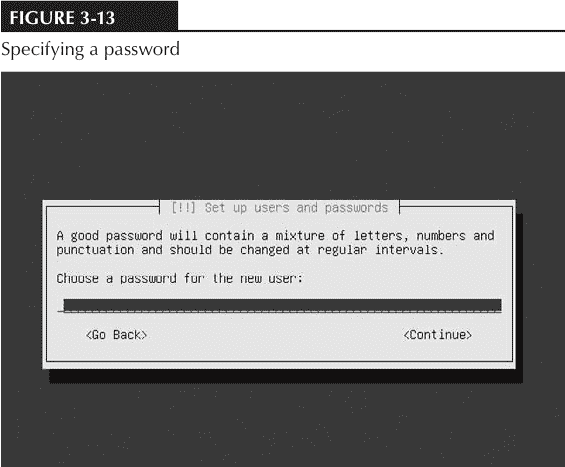 FIGURE 3-13
Specifying a password
[!!] Set up users and passwords
A good password will contain a mixture of letters, numbers and
punctuation and should be changed at regular intervals.
Choose a password for the new user:
<Go Back> <Continue>